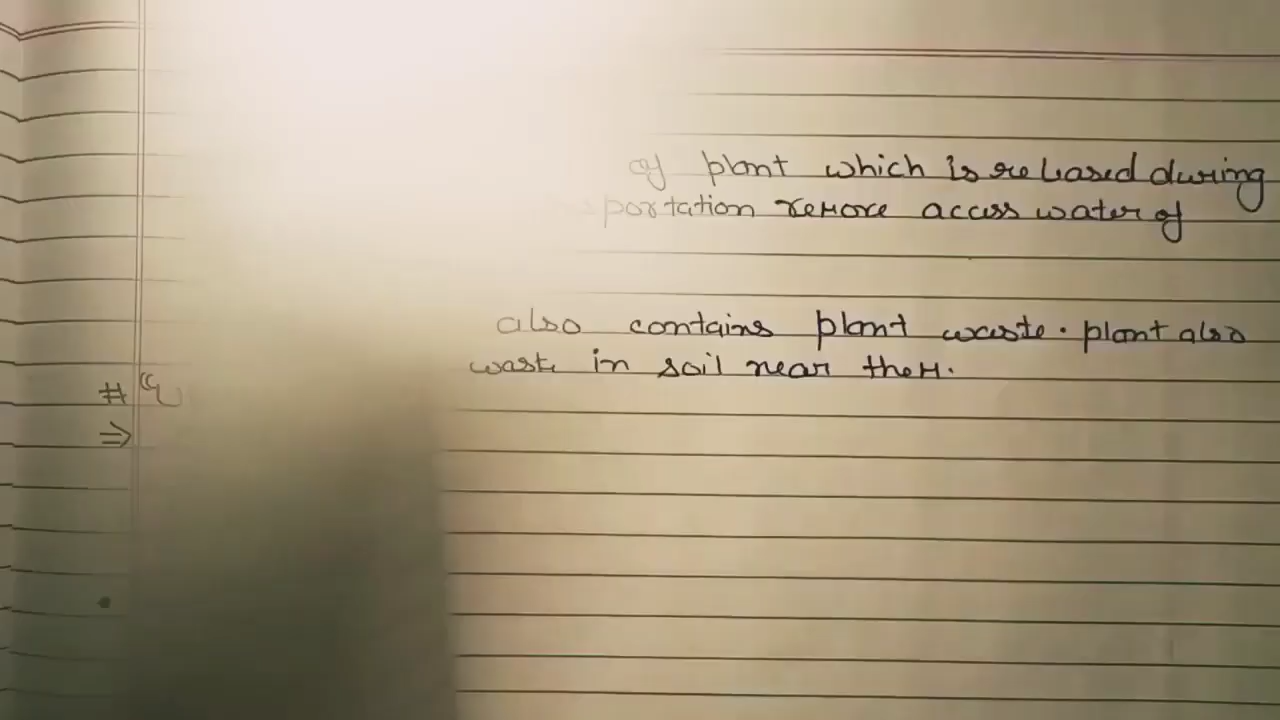 of plant which is released during
portation remove access water of
also contains plant waste. plant also
waste in soil near them.
#
⇒